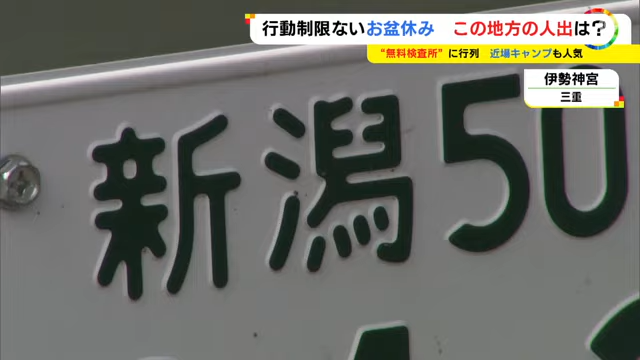 行動制限ないお盆休み　この地方の人出は？
“無料検査所”に行列　近場キャンプも人気
伊勢神宮
三重
新潟 50